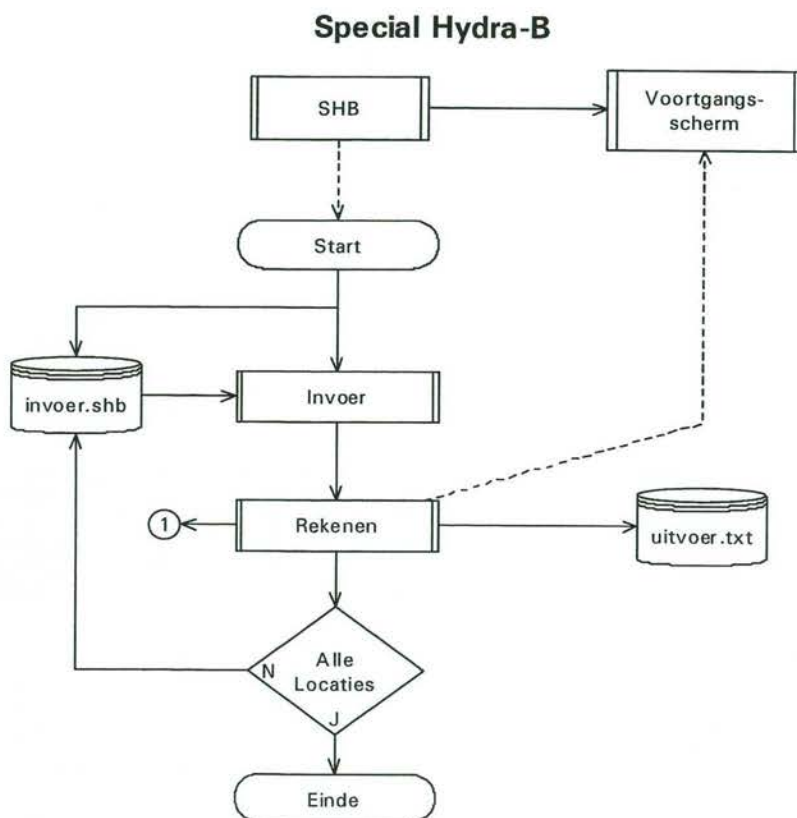 Special Hydra-B
SHB
Voortgangs-
scherm
Start
invoer.shb
Invoer
1
Rekenen
uitvoer.txt
N
Alle
Locaties
J
Einde